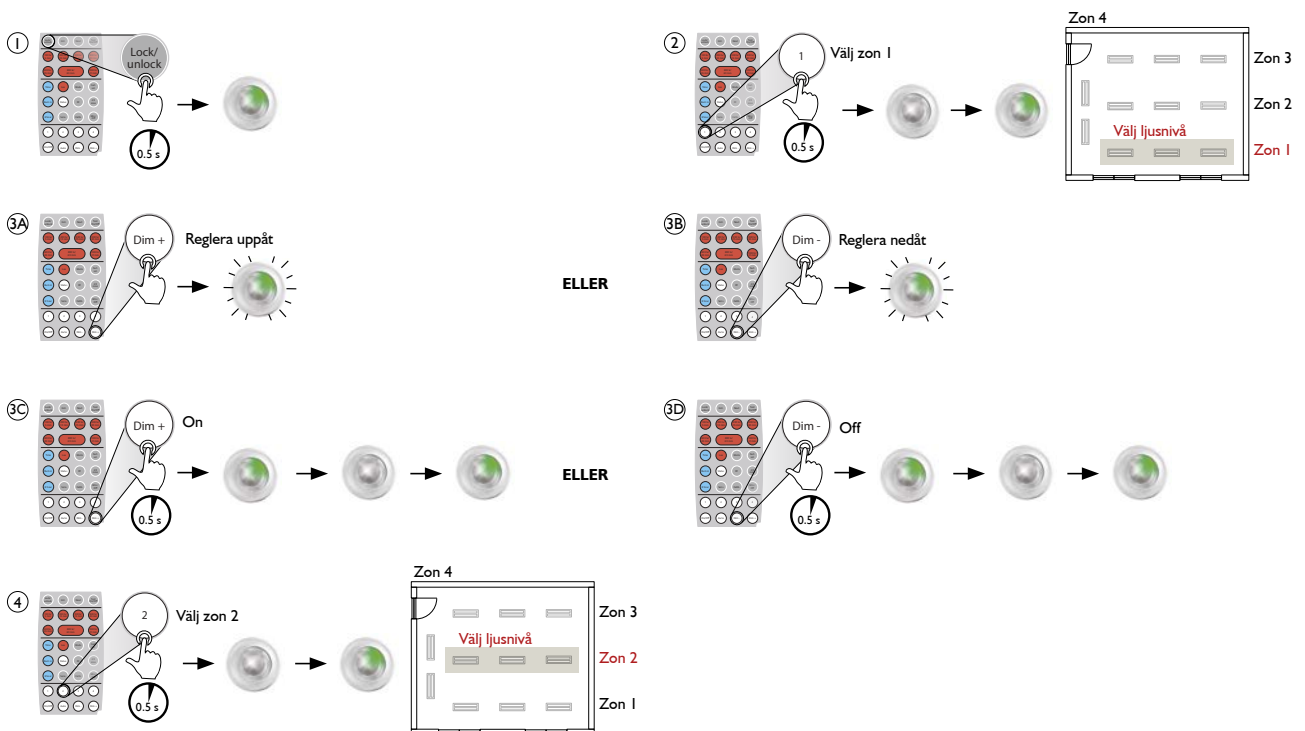 1
Lock/
unlock
0.5 s
2
1
Välj zon 1
0.5 s
Zon 4
Zon 3
Zon 2
Välj ljusnivå
Zon 1
3A
Dim +
Reglera uppåt
ELLER
3B
Dim -
Reglera nedåt
3C
Dim +
On
0.5 s
ELLER
3D
Dim -
Off
0.5 s
4
2
Välj zon 2
0.5 s
Zon 4
Zon 3
Välj ljusnivå
Zon 2
Zon 1